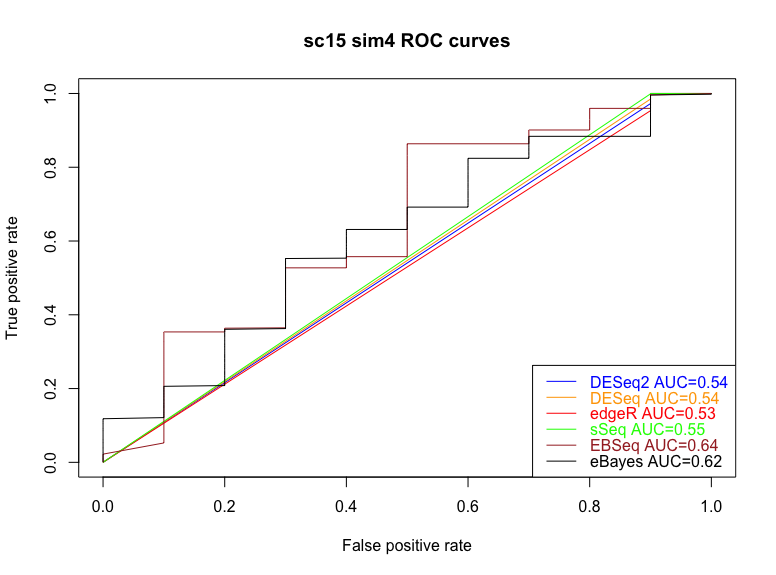 sc15 sim4 ROC curves
True positive rate
1.0
0.8
0.6
0.4
0.2
0.0
DESeq2 AUC=0.54
DESeq AUC=0.54
edgeR AUC=0.53
sSeq AUC=0.55
EBSeq AUC=0.64
eBayes AUC=0.62
0.0 0.2 0.4 0.6 0.8 1.0
False positive rate